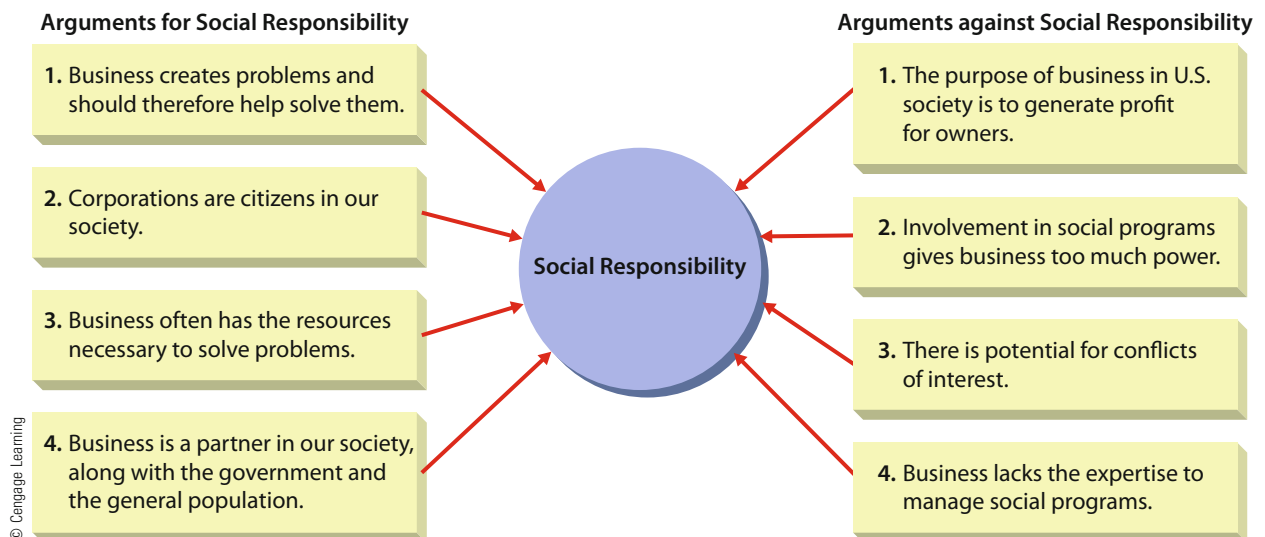 Arguments for Social Responsibility
1. Business creates problems and
should therefore help solve them.
2. Corporations are citizens in our
society.
3. Business often has the resources
necessary to solve problems.
4. Business is a partner in our society,
along with the government and
the general population.
Social Responsibility
Arguments against Social Responsibility
1. The purpose of business in U.S.
society is to generate profit
for owners.
2. Involvement in social programs
gives business too much power.
3. There is potential for conflicts
of interest.
4. Business lacks the expertise to
manage social programs.
© Cengage Learning